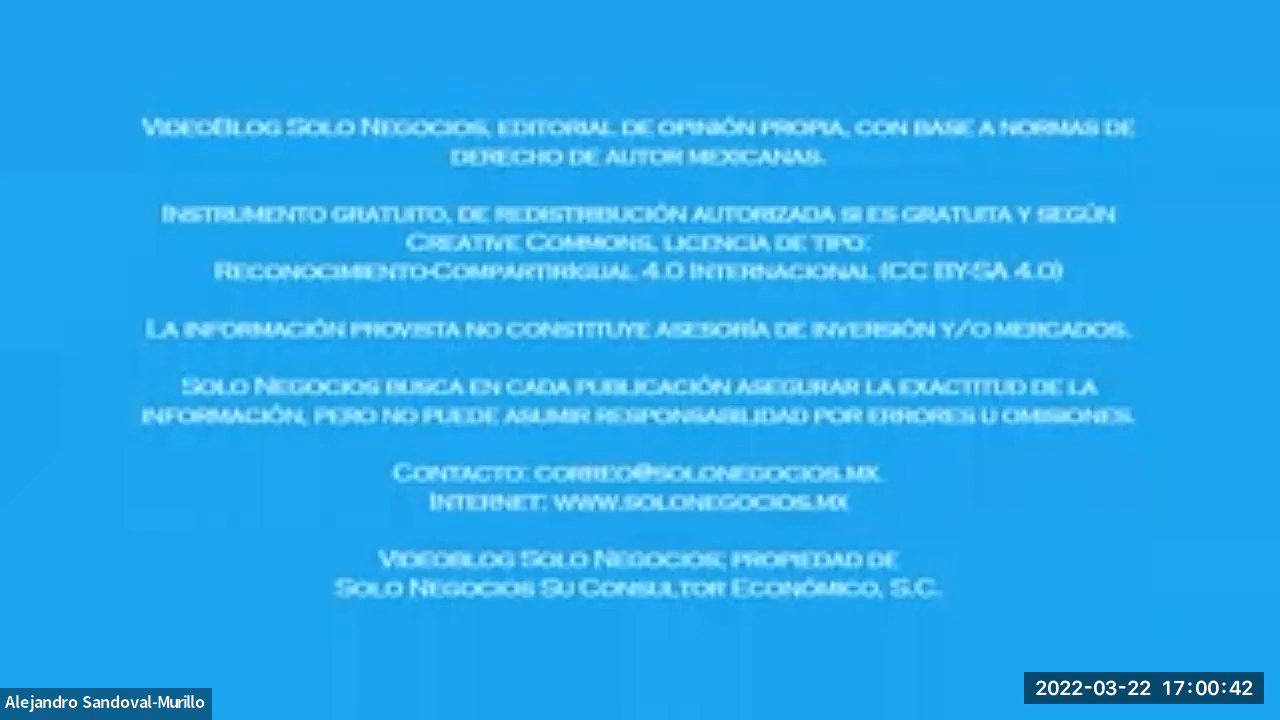 VideoBlog Solo Negocios, editorial de opinión propia, con base a normas de
derecho de autor mexicanas.
Instrumento gratuito, de redistribución autorizada si es gratuita y según
Creative Commons, licencia de tipo:
Reconocimiento-CompartirIgual 4.0 Internacional (CC BY-SA 4.0)
La información provista no constituye asesoría de inversión y/o mercados.
Solo Negocios busca en cada publicación asegurar la exactitud de la
información, pero no puede asumir responsabilidad por errores u omisiones.
Contacto: correo@solonegocios.mx
Internet: www.solonegocios.mx
Videoblog Solo Negocios; propiedad de
Solo Negocios Su Consultor Económico, S.C.
Alejandro Sandoval-Murillo
2022-03-22 17:00:42